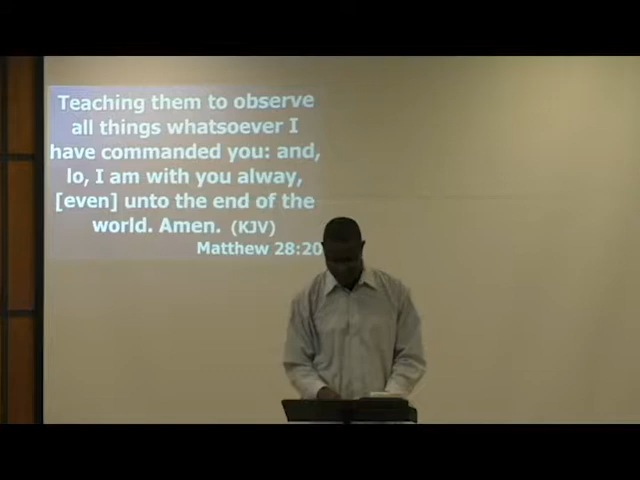 Teaching them to observe
all things whatsoever I
have commanded you: and,
lo, I am with you alway,
[even] unto the end of the
world. Amen. (KJV)
Matthew 28:20